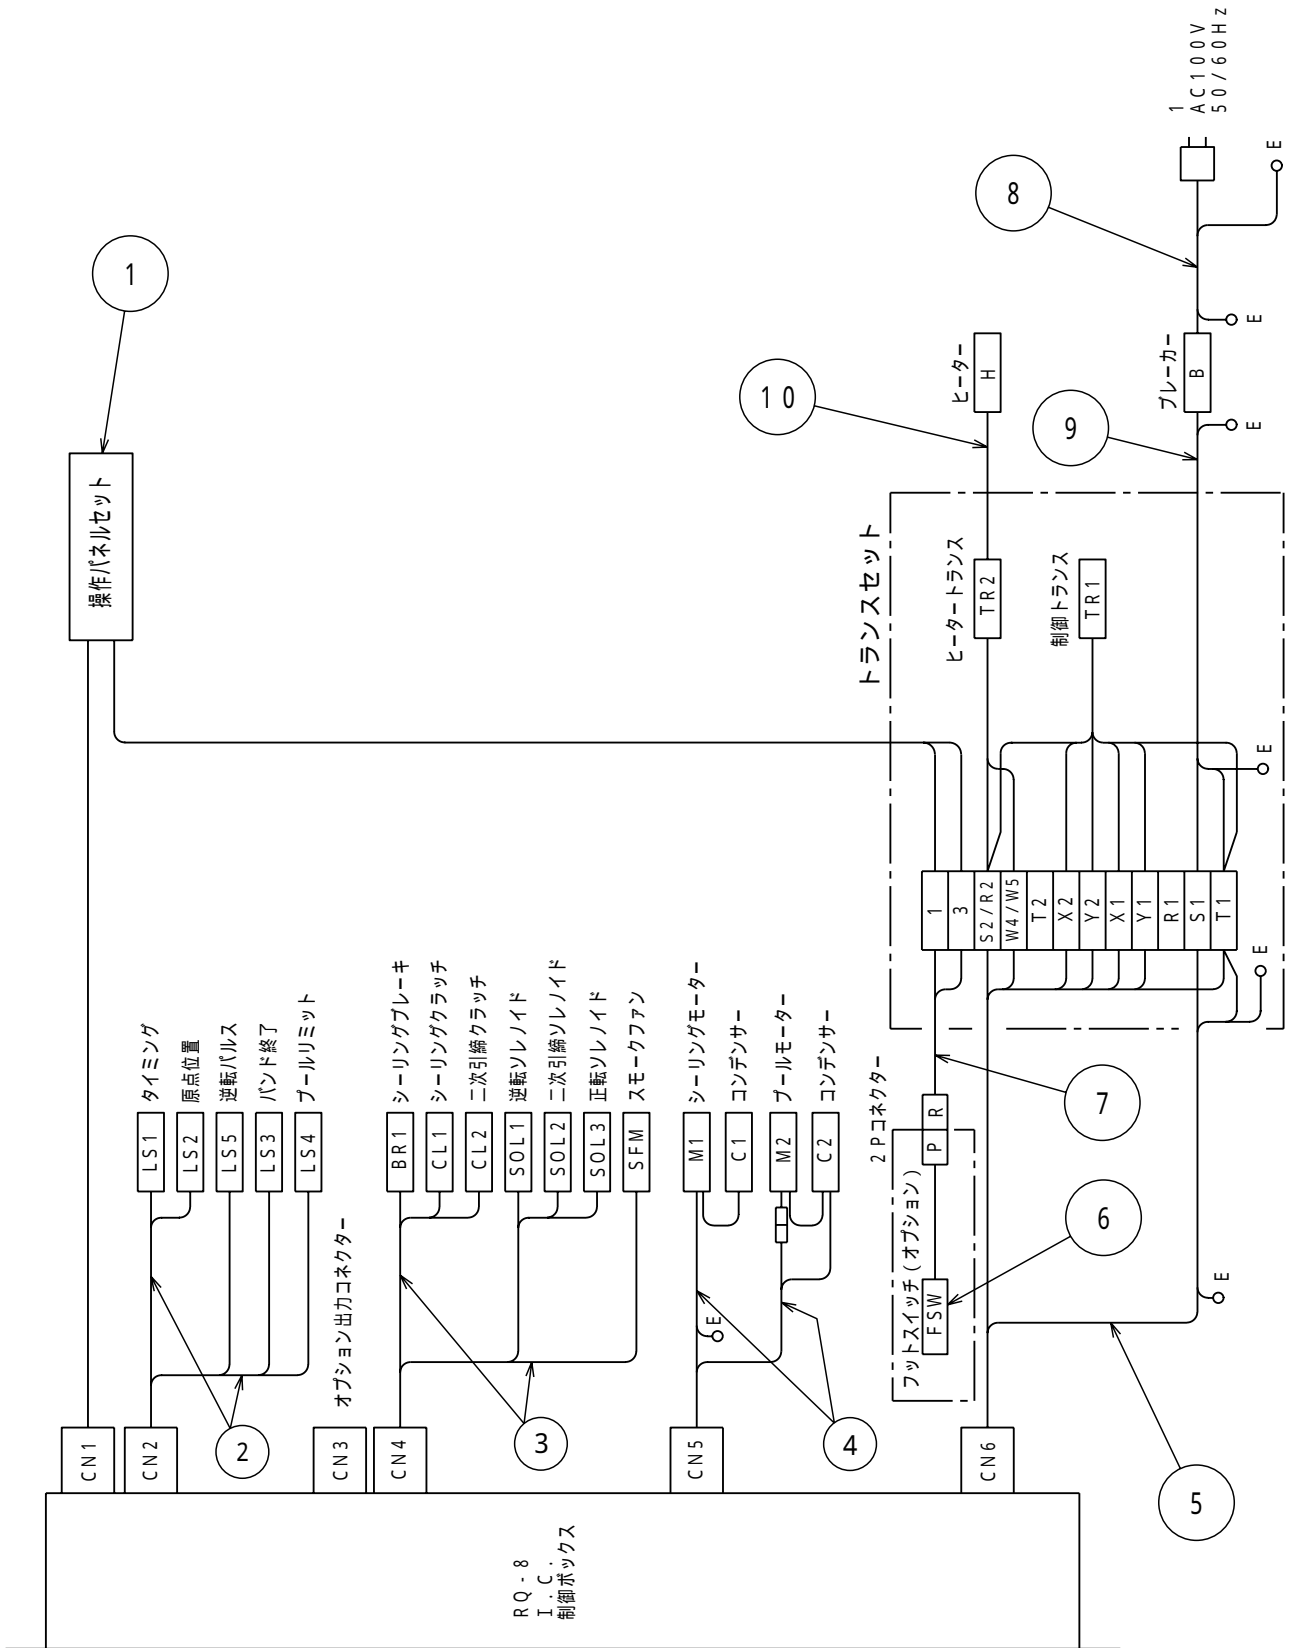 RQ-8
I.C.
制御ボックス
CN1
CN2
CN3
CN4
CN5
CN6
操作パネルセット
1
LS1
タイミング
LS2
原点位置
LS5
逆転パルス
LS3
バンド終了
LS4
プールリミット
2
オプション出力コネクター
BR1
シーリングブレーキ
CL1
シーリングクラッチ
CL2
二次引締クラッチ
SOL1
逆転ソレノイド
SOL2
二次引締ソレノイド
SOL3
正転ソレノイド
SFM
スモークファン
3
M1
シーリングモーター
C1
コンデンサー
M2
プールモーター
C2
コンデンサー
E
4
フットスイッチ(オプション)
FSW
P
R
2Pコネクター
6
7
5
E
トランスセット
1
3
S2/R2
W4/W5
T2
X2
Y2
X1
Y1
R1
S1
T1
E
E
ヒータートランス
TR2
制御トランス
TR1
ヒーター
H
10
9
ブレーカー
B
E
E
8
E
1
AC100V
50/60Hz